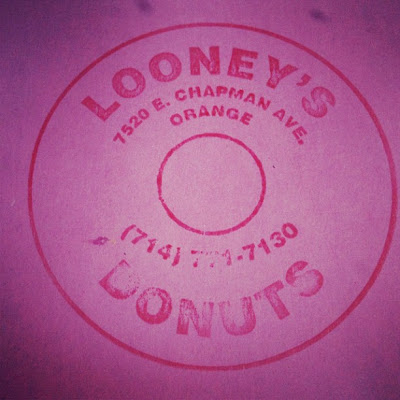 LOONEY'S
7520 E. CHAPMAN AVE.
ORANGE
(714) 771-7130
DONUTS